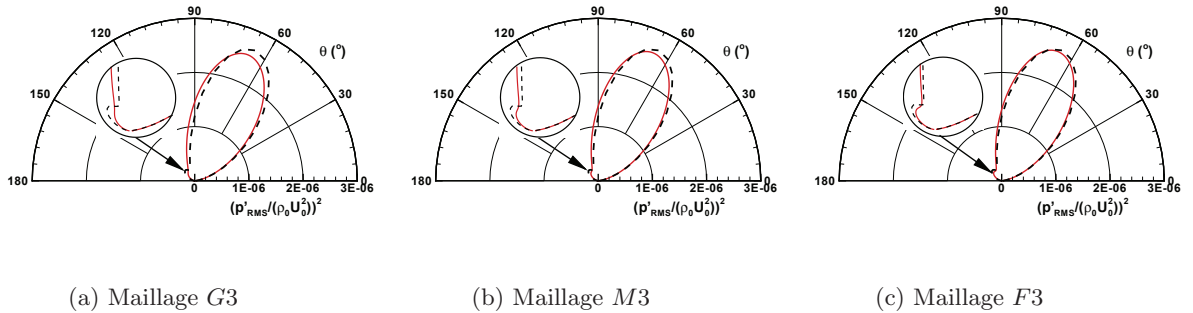 90
120
60
θ (°)
150
30
180
0
0
1E-06
2E-06
3E-06
(p'RMS/(ρ0U0²))²
90
120
60
θ (°)
150
30
180
0
0
1E-06
2E-06
3E-06
(p'RMS/(ρ0U0²))²
90
120
60
θ (°)
150
30
180
0
0
1E-06
2E-06
3E-06
(p'RMS/(ρ0U0²))²
(a) Maillage G3
(b) Maillage M3
(c) Maillage F3